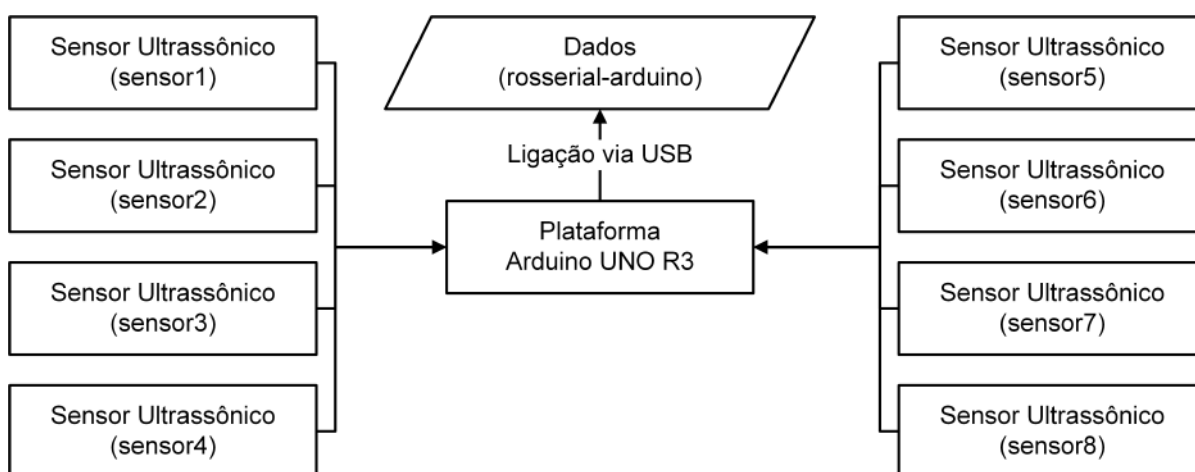 Sensor Ultrassônico
(sensor1)
Sensor Ultrassônico
(sensor2)
Sensor Ultrassônico
(sensor3)
Sensor Ultrassônico
(sensor4)
Dados
(rosserial-arduino)
Ligação via USB
Plataforma
Arduino UNO R3
Sensor Ultrassônico
(sensor5)
Sensor Ultrassônico
(sensor6)
Sensor Ultrassônico
(sensor7)
Sensor Ultrassônico
(sensor8)